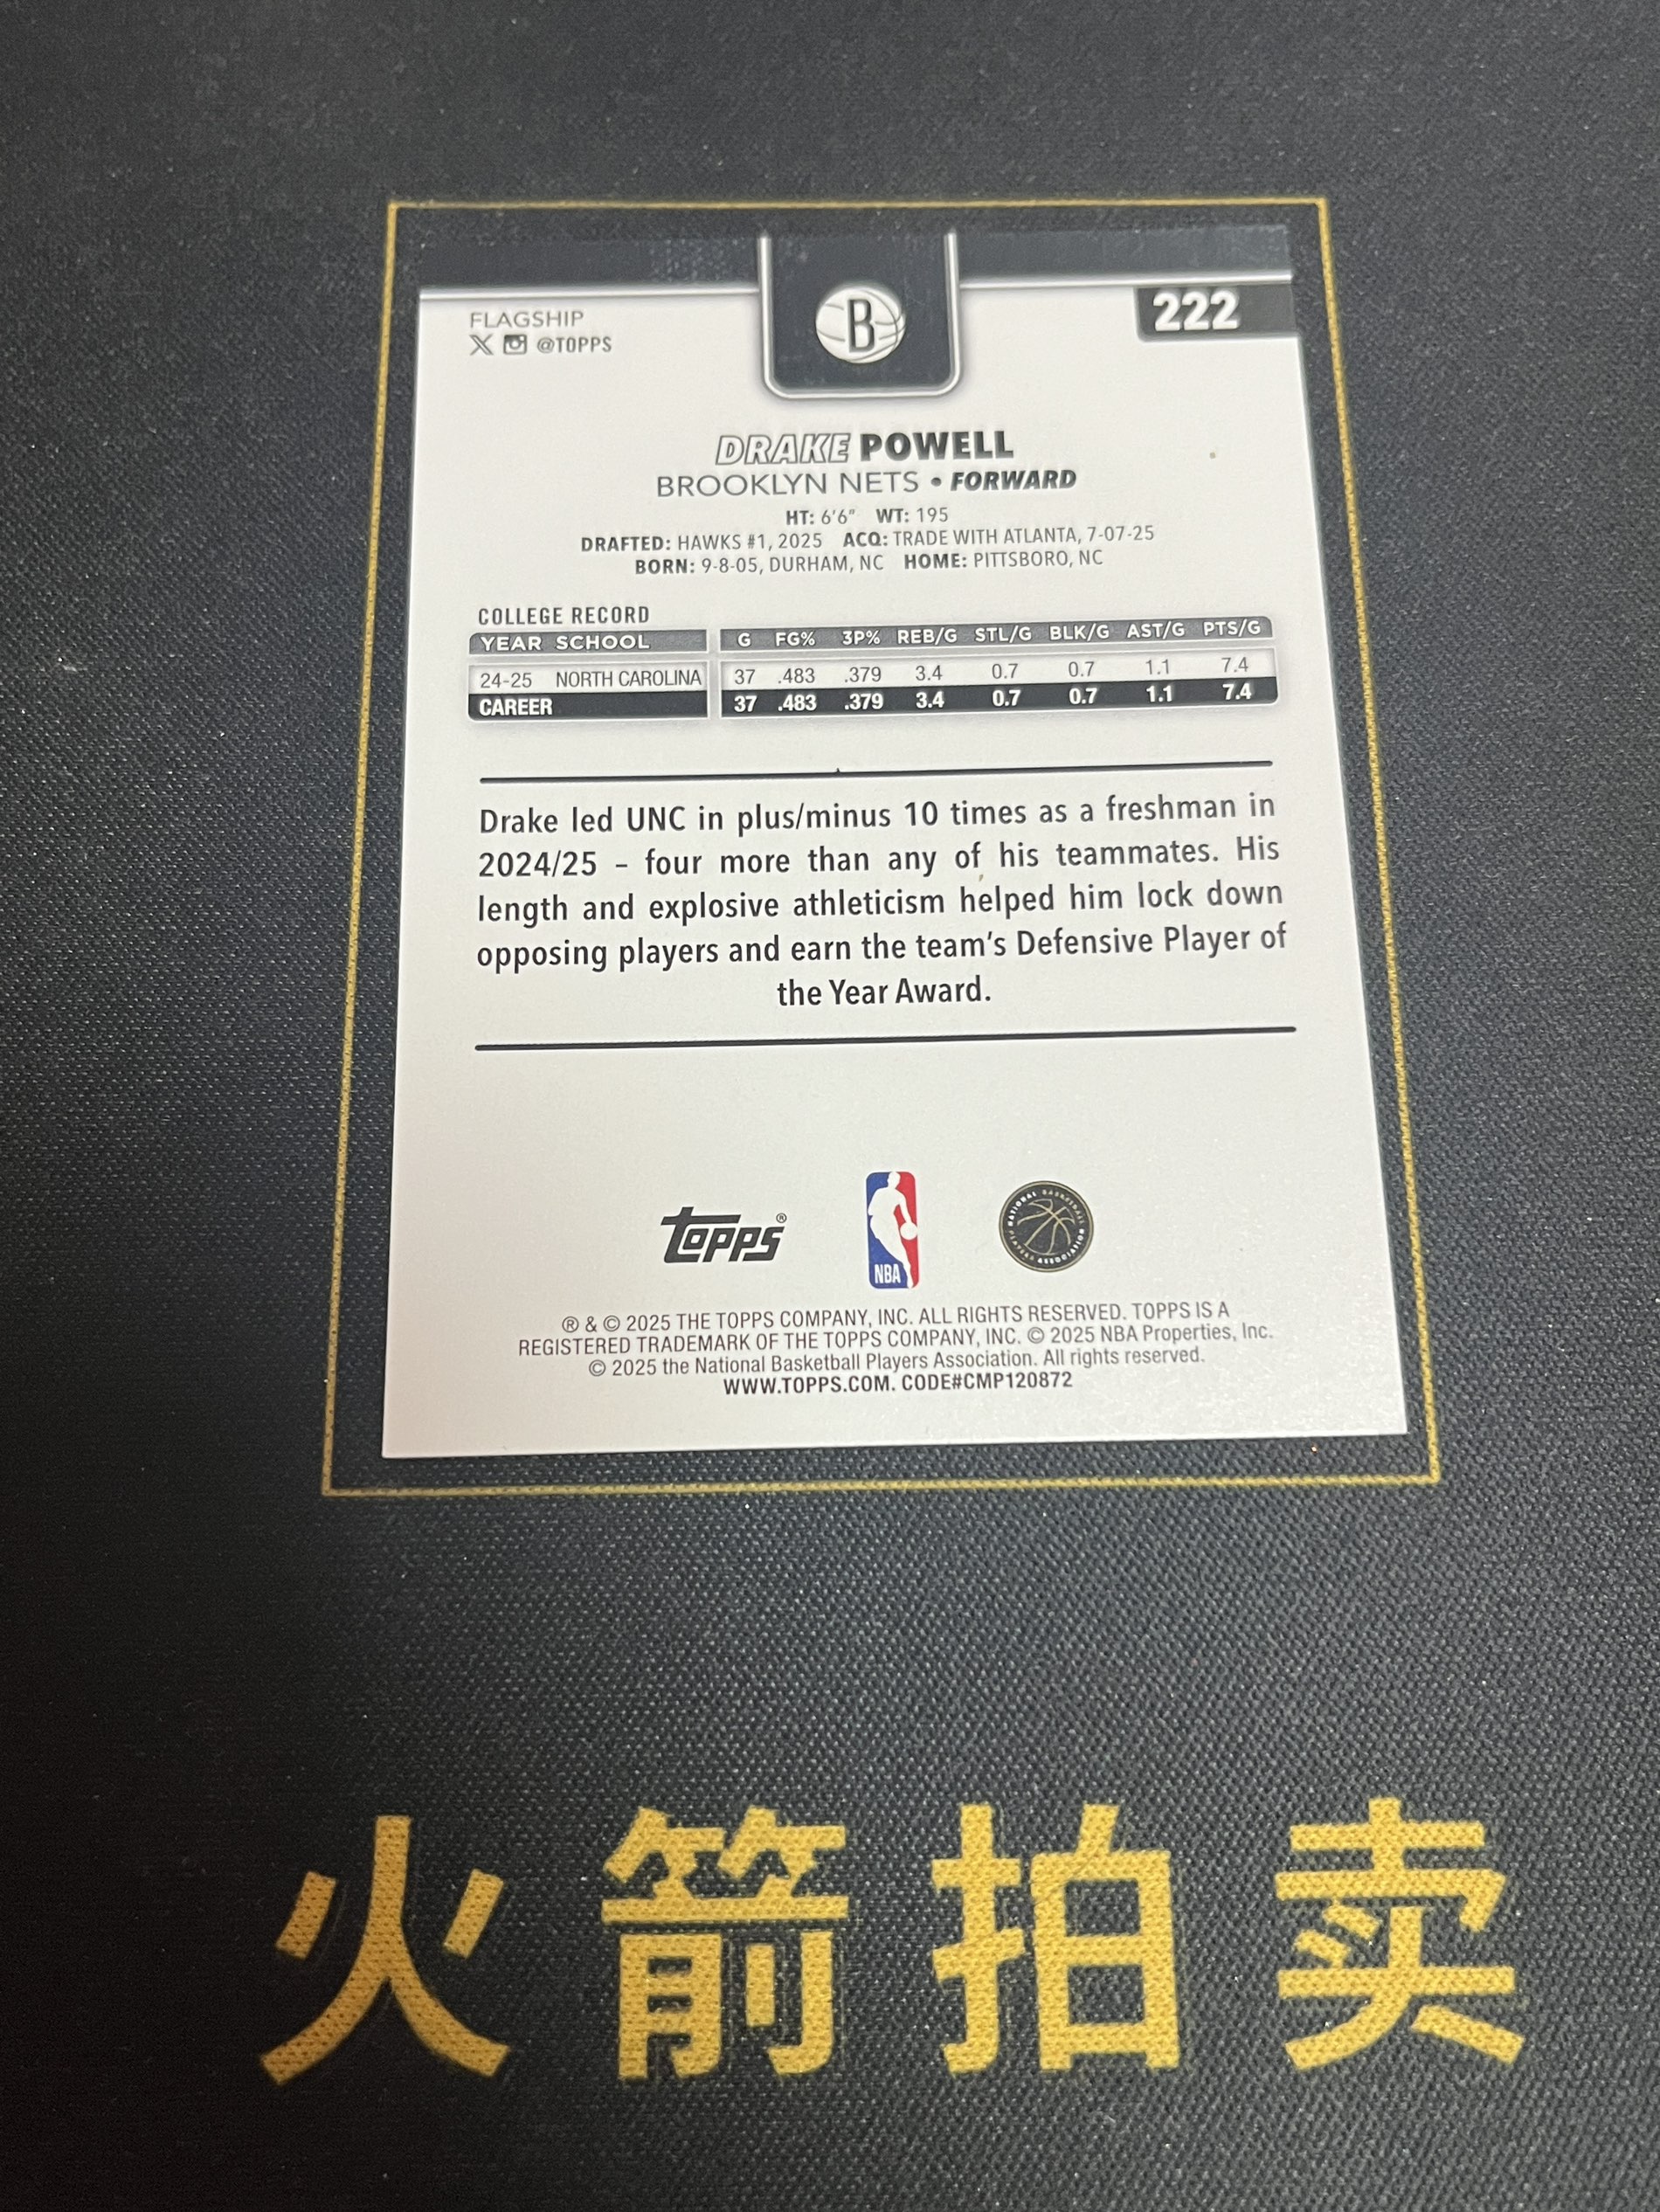 FLAGSHIP
@TOPPS
B
222
DRAKE POWELL
BROOKLYN NETS • FORWARD
HT: 6'6" WT: 195
DRAFTED: HAWKS #1, 2025 ACQ: TRADE WITH ATLANTA, 7-07-25
BORN: 9-8-05, DURHAM, NC HOME: PITTSBORO, NC
COLLEGE RECORD
YEAR SCHOOL G FG% 3P% REB/G STL/G BLK/G AST/G PTS/G
24-25 NORTH CAROLINA 37 .483 .379 3.4 0.7 0.7 1.1 7.4
CAREER 37 .483 .379 3.4 0.7 0.7 1.1 7.4
Drake led UNC in plus/minus 10 times as a freshman in
2024/25 – four more than any of his teammates. His
length and explosive athleticism helped him lock down
opposing players and earn the team's Defensive Player of
the Year Award.
TOPPS®
NBA
NATIONAL BASKETBALL PLAYERS ASSOCIATION
® & © 2025 THE TOPPS COMPANY, INC. ALL RIGHTS RESERVED. TOPPS IS A
REGISTERED TRADEMARK OF THE TOPPS COMPANY, INC. © 2025 NBA Properties, Inc.
© 2025 the National Basketball Players Association. All rights reserved.
WWW.TOPPS.COM. CODE#CMP120872
火箭拍卖